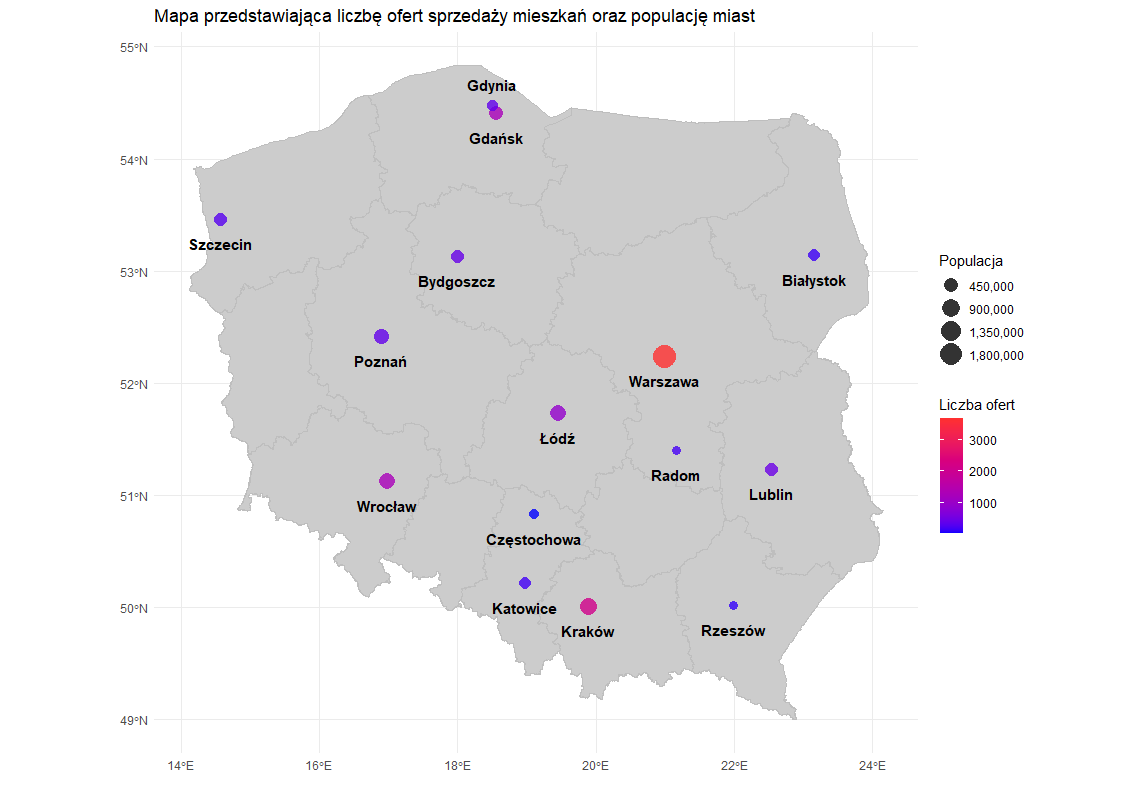 Mapa przedstawiająca liczbę ofert sprzedaży mieszkań oraz populację miast
55°N
54°N
53°N
52°N
51°N
50°N
49°N
14°E
16°E
18°E
20°E
22°E
24°E
Gdynia
Gdańsk
Szczecin
Bydgoszcz
Białystok
Poznań
Warszawa
Łódź
Radom
Lublin
Wrocław
Częstochowa
Katowice
Kraków
Rzeszów
Populacja
450,000
900,000
1,350,000
1,800,000
Liczba ofert
3000
2000
1000